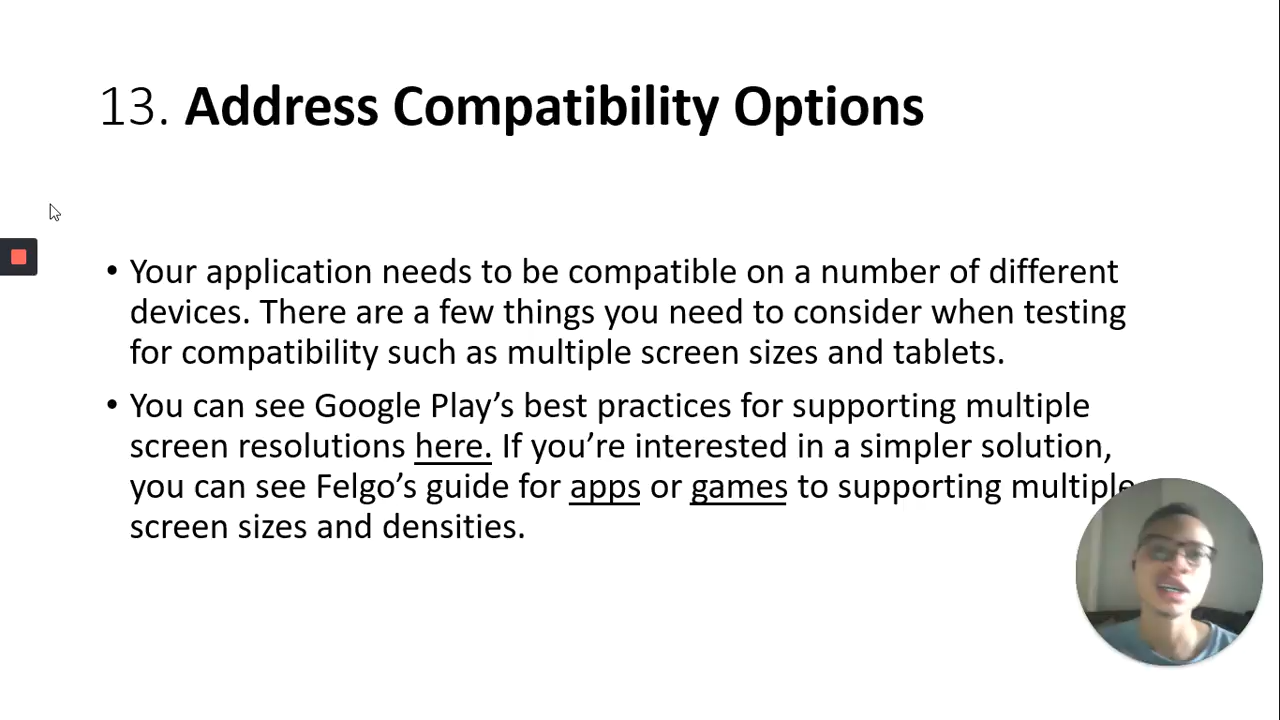 13. Address Compatibility Options
• Your application needs to be compatible on a number of different
devices. There are a few things you need to consider when testing
for compatibility such as multiple screen sizes and tablets.
• You can see Google Play’s best practices for supporting multiple
screen resolutions here. If you’re interested in a simpler solution,
you can see Felgo’s guide for apps or games to supporting multiple
screen sizes and densities.